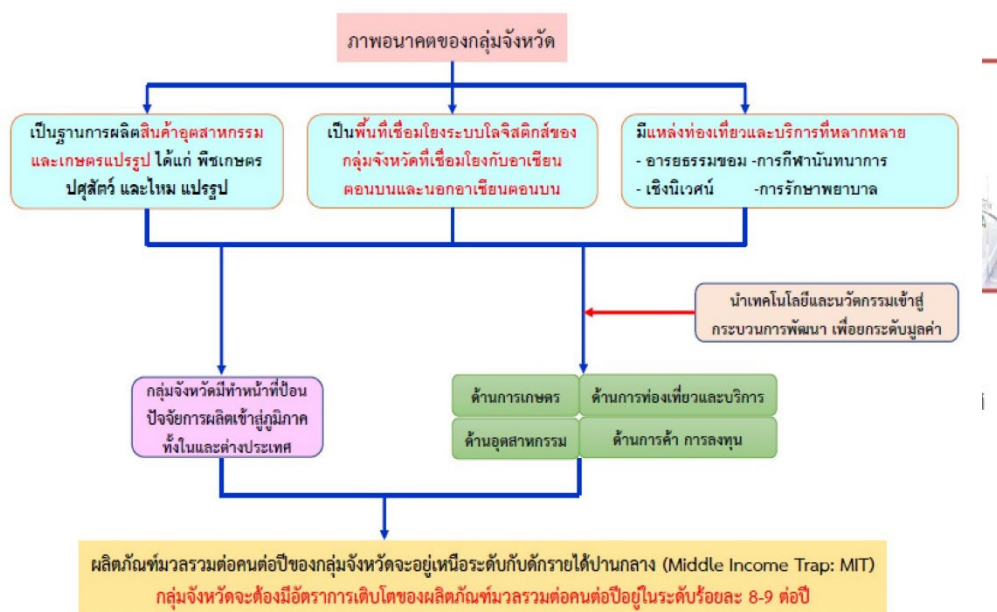 ภาพอนาคตของกลุ่มจังหวัด
เป็นฐานการผลิตสินค้าอุตสาหกรรม
และเกษตรแปรรูป ได้แก่ พืชเกษตร
ปศุสัตว์ และไหม แปรรูป
เป็นพื้นที่เชื่อมโยงระบบโลจิสติกส์ของ
กลุ่มจังหวัดที่เชื่อมโยงกับอาเซียน
ตอนบนและนอกอาเซียนตอนบน
มีแหล่งท่องเที่ยวและบริการที่หลากหลาย
- อารยธรรมขอม -การกีฬานันทนาการ
- เชิงนิเวศน์ -การรักษาพยาบาล
นำเทคโนโลยีและนวัตกรรมเข้าสู่
กระบวนการพัฒนา เพื่อยกระดับมูลค่า
กลุ่มจังหวัดมีทำหน้าที่ป้อน
ปัจจัยการผลิตเข้าสู่ภูมิภาค
ทั้งในและต่างประเทศ
ด้านการเกษตร
ด้านการท่องเที่ยวและบริการ
ด้านอุตสาหกรรม
ด้านการค้า การลงทุน
ผลิตภัณฑ์มวลรวมต่อคนต่อปีของกลุ่มจังหวัดจะอยู่เหนือระดับกับดักรายได้ปานกลาง (Middle Income Trap: MIT)
กลุ่มจังหวัดจะต้องมีอัตราการเติบโตของผลิตภัณฑ์มวลรวมต่อคนต่อปีอยู่ในระดับร้อยละ 8-9 ต่อปี